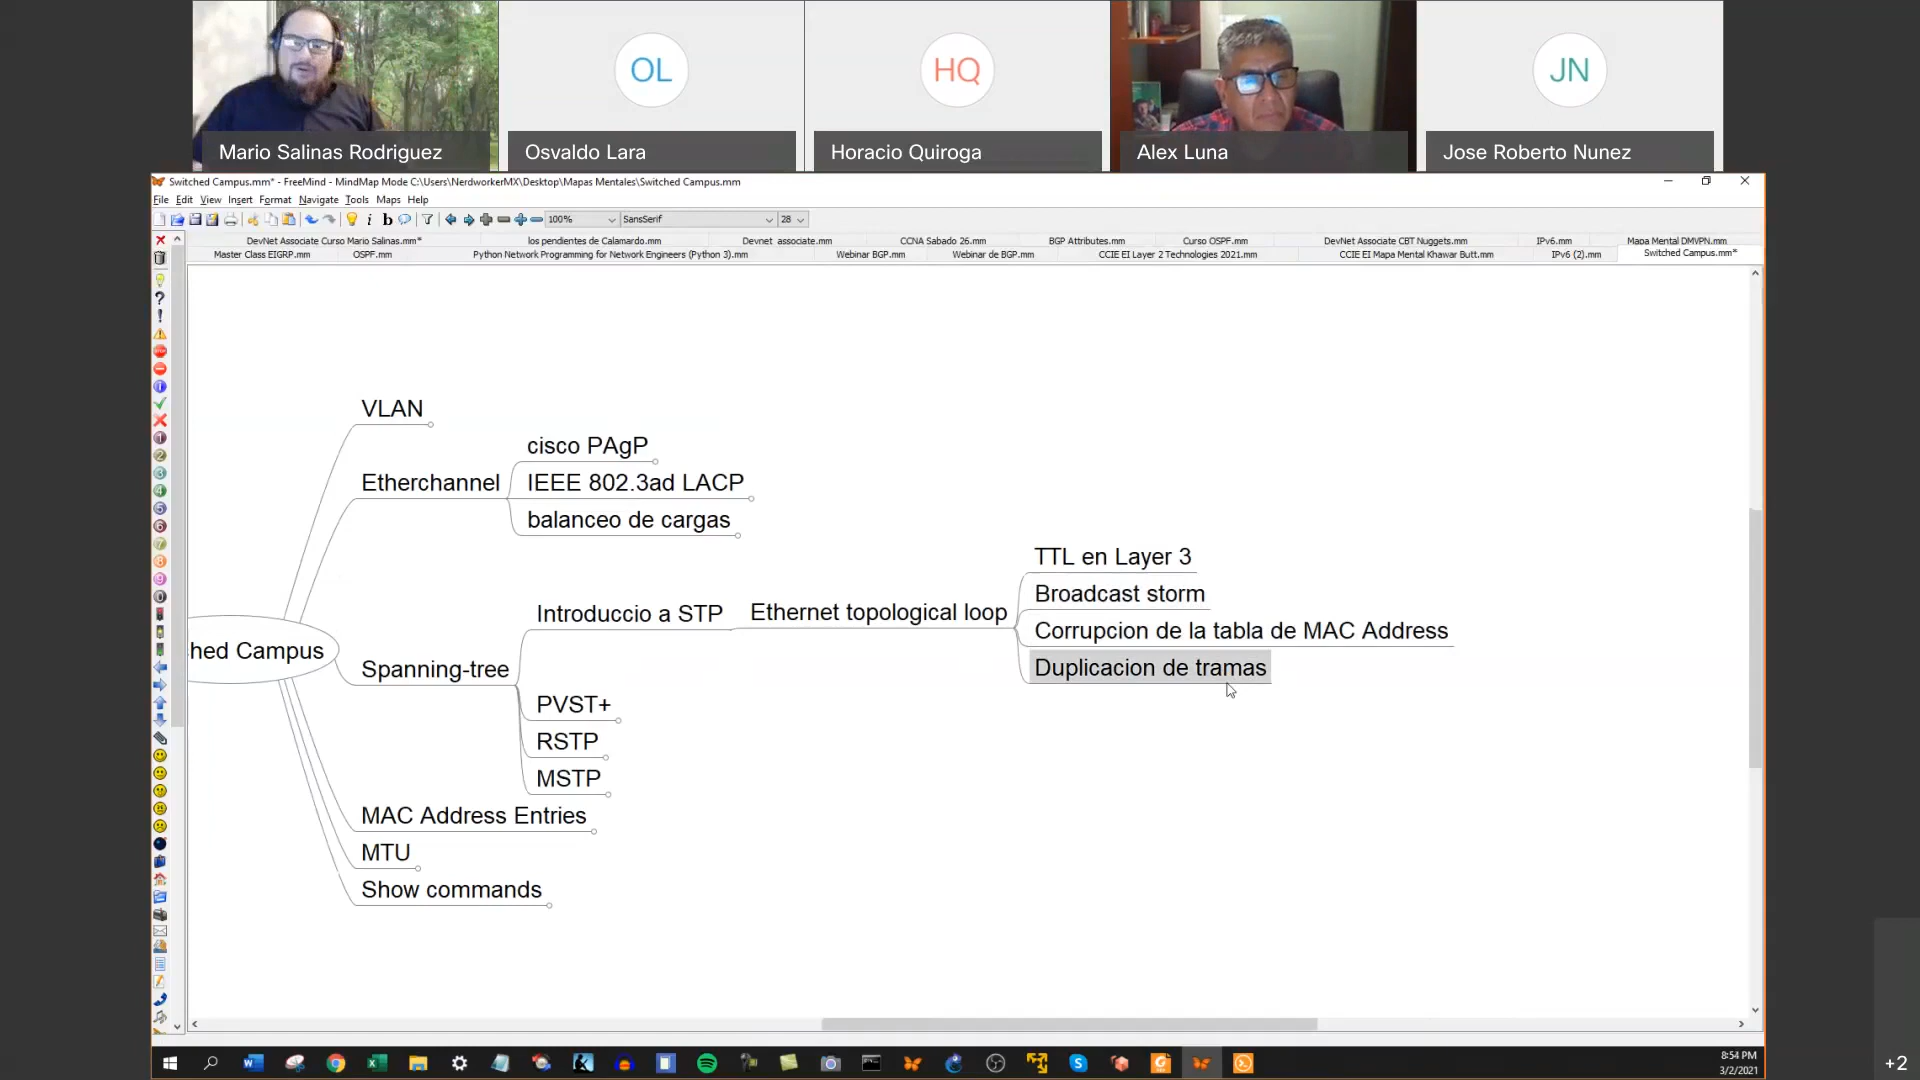 OL
HQ
JN
Mario Salinas Rodriguez
Osvaldo Lara
Horacio Quiroga
Alex Luna
Jose Roberto Nunez
Switched Campus.mm* - FreeMind - MindMap Mode C:\Users\NerdworkerMX\Desktop\Mapas Mentales\Switched Campus.mm)
File Edit View Insert Format Navigate Tools Maps Help
100% SansSerif 28
DevNet Associate Curso Mario Salinas.mm* los pendientes de Calamardo.mm Devnet associate.mm CCNA Sabado 26.mm BGP Attributes.mm Curso OSPF.mm DevNet Associate CBT Nuggets.mm IPv6.mm Mapa Mental DMVPN.mm
Master Class EIGRP.mm OSPF.mm Python Network Programming for Network Engineers (Python 3).mm Webinar BGP.mm Webinar de BGP.mm CCIE EI Layer 2 Technologies 2021.mm CCIE EI Mapa Mental Khawar Butt.mm IPv6 (2).mm Switched Campus.mm*
VLAN
cisco PAgP
Etherchannel
IEEE 802.3ad LACP
balanceo de cargas
TTL en Layer 3
Broadcast storm
Introduccio a STP
Ethernet topological loop
Corrupcion de la tabla de MAC Address
hed Campus
Spanning-tree
Duplicacion de tramas
PVST+
RSTP
MSTP
MAC Address Entries
MTU
Show commands
8:54 PM
3/2/2021
+2